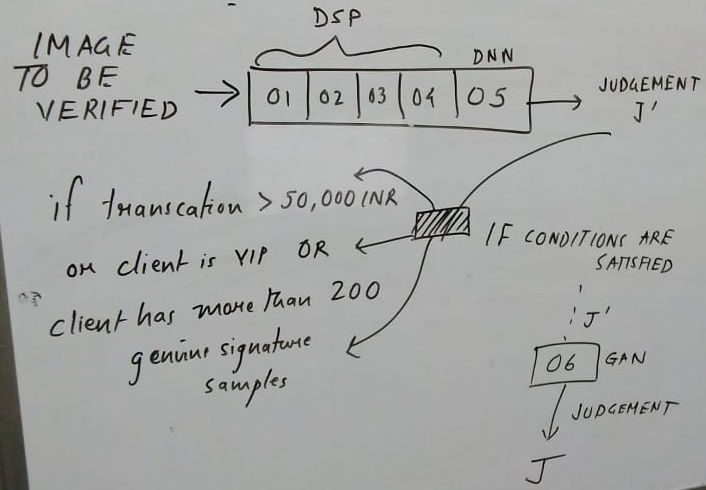 DSP
IMAGE
TO BE
VERIFIED
01 02 03 04 05
DNN
JUDGEMENT
J'
if transcation > 50,000 INR
or client is VIP OR
client has more than 200
genuine signature
samples
IF CONDITIONS ARE
SATISFIED
J'
06 GAN
JUDGEMENT
J